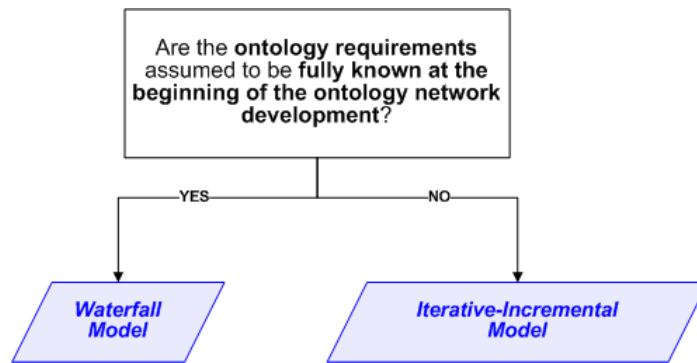 Are the ontology requirements
assumed to be fully known at the
beginning of the ontology network
development?
YES
NO
Waterfall
Model
Iterative-Incremental
Model